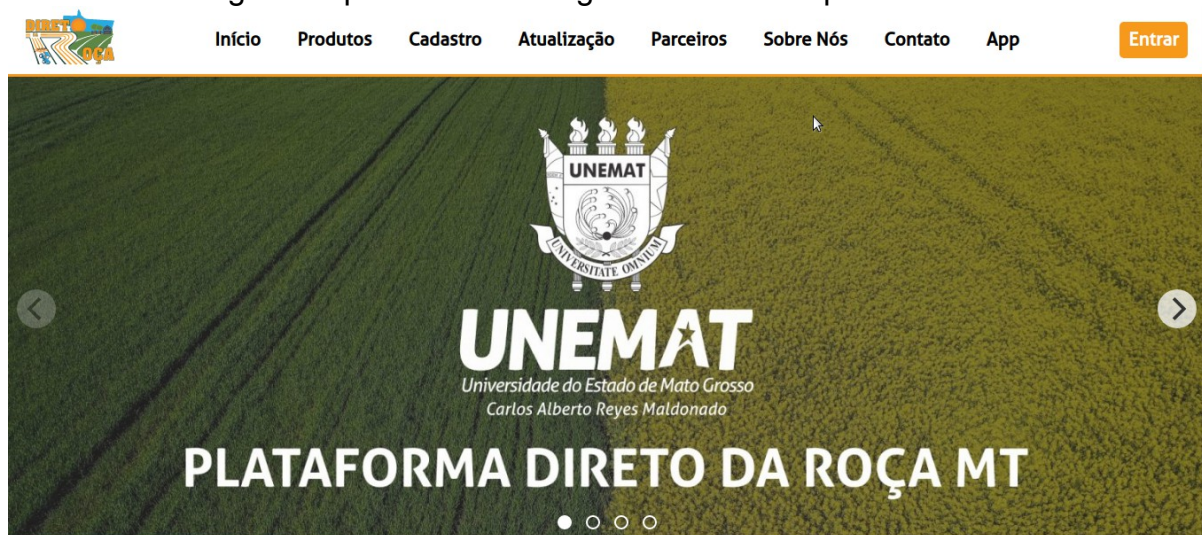 DIRETO
DA
ROÇA
Início Produtos Cadastro Atualização Parceiros Sobre Nós Contato App Entrar
UNEMAT
UNIVERSITATE OMNIUM
UNEMAT
Universidade do Estado de Mato Grosso
Carlos Alberto Reyes Maldonado
PLATAFORMA DIRETO DA ROÇA MT